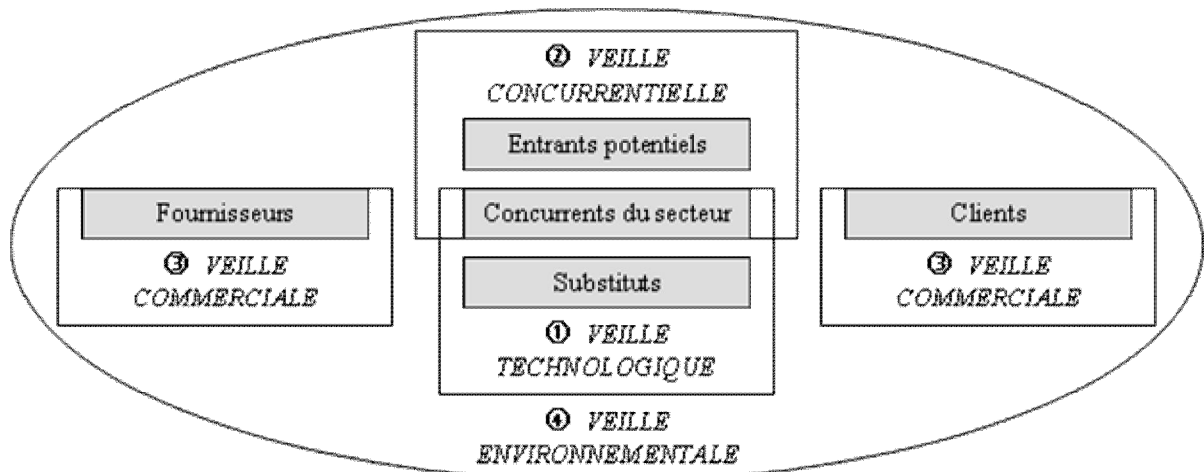 ② VEILLE
CONCURRENTIELLE
Entrants potentiels
Fournisseurs
③ VEILLE
COMMERCIALE
Concurrents du secteur
Substituts
① VEILLE
TECHNOLOGIQUE
Clients
③ VEILLE
COMMERCIALE
④ VEILLE
ENVIRONNEMENTALE